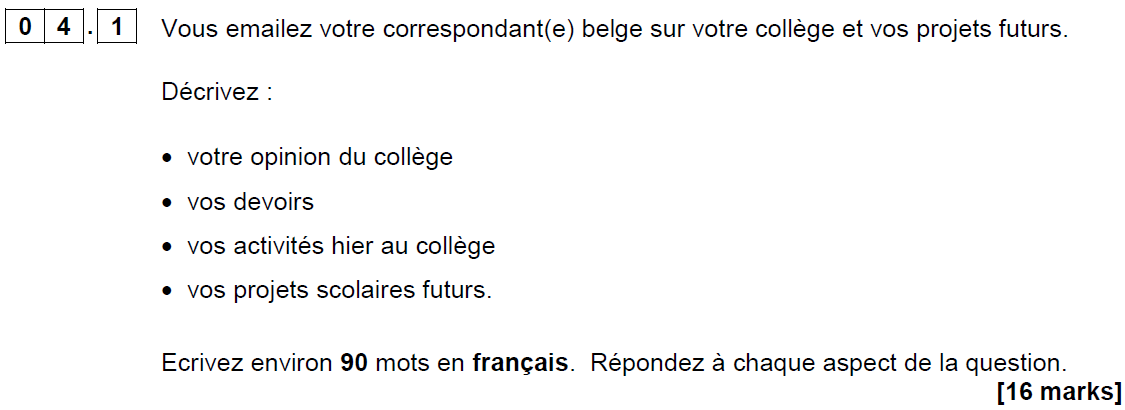 04.1 Vous emailez votre correspondant(e) belge sur votre collège et vos projets futurs.
Décrivez :
• votre opinion du collège
• vos devoirs
• vos activités hier au collège
• vos projets scolaires futurs.
Ecrivez environ 90 mots en français. Répondez à chaque aspect de la question.
[16 marks]